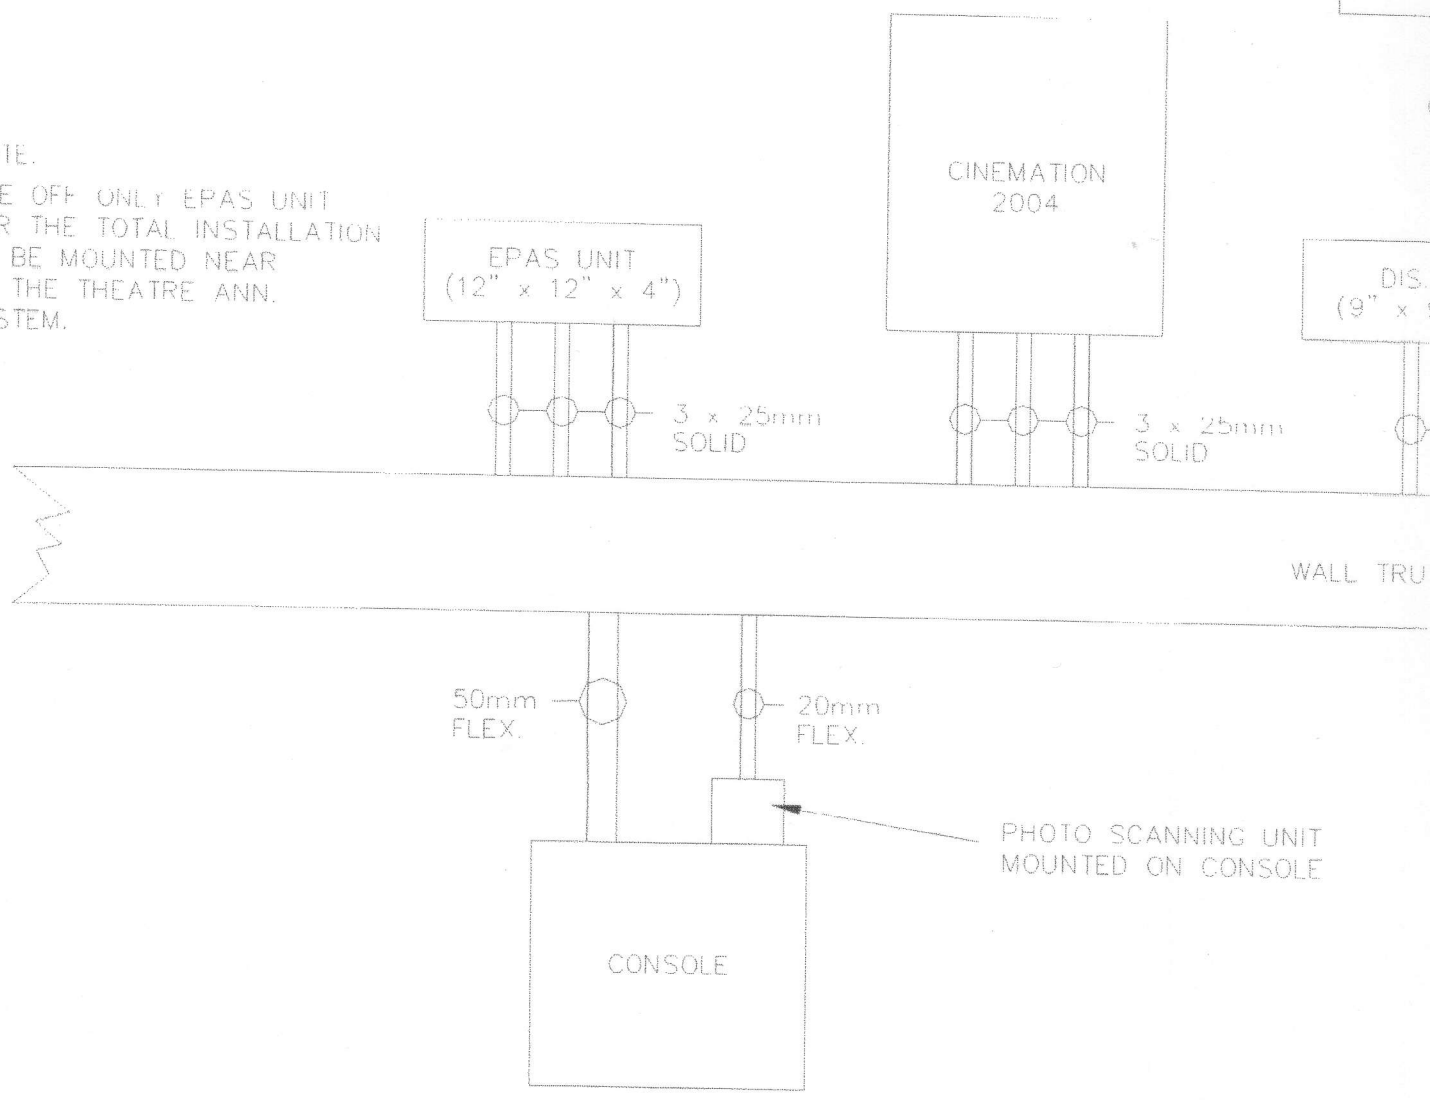 TE.
E OFF ONLY EPAS UNIT
R THE TOTAL INSTALLATION
BE MOUNTED NEAR
THE THEATRE ANN.
STEM.
EPAS UNIT
(12" x 12" x 4")
CINEMATION
2004
DIS.
(9" x
3 x 25mm
SOLID
3 x 25mm
SOLID
WALL TRU
50mm
FLEX.
20mm
FLEX.
PHOTO SCANNING UNIT
MOUNTED ON CONSOLE
CONSOLE